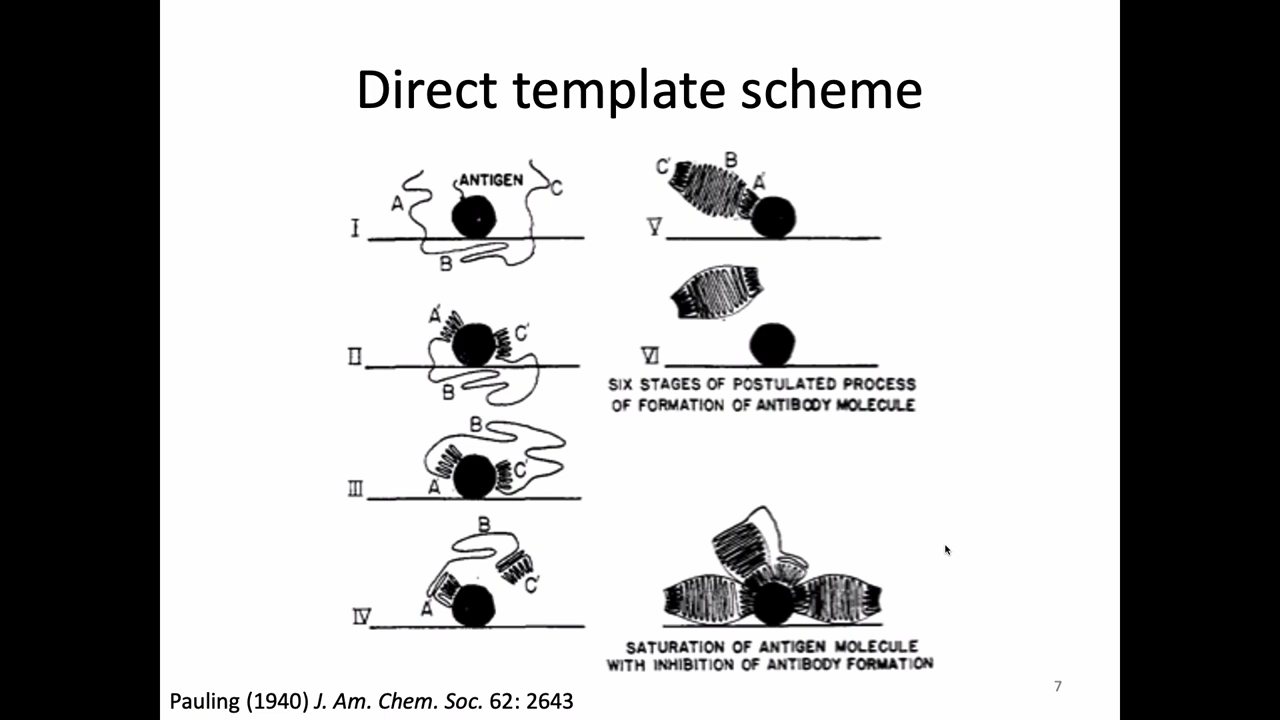 Direct template scheme
ANTIGEN
A
C
I
B
A'
C'
II
B
B
C'
III
A'
B
C'
A'
IV
C'
B
A'
V
VI
SIX STAGES OF POSTULATED PROCESS
OF FORMATION OF ANTIBODY MOLECULE
SATURATION OF ANTIGEN MOLECULE
WITH INHIBITION OF ANTIBODY FORMATION
Pauling (1940) J. Am. Chem. Soc. 62: 2643
7